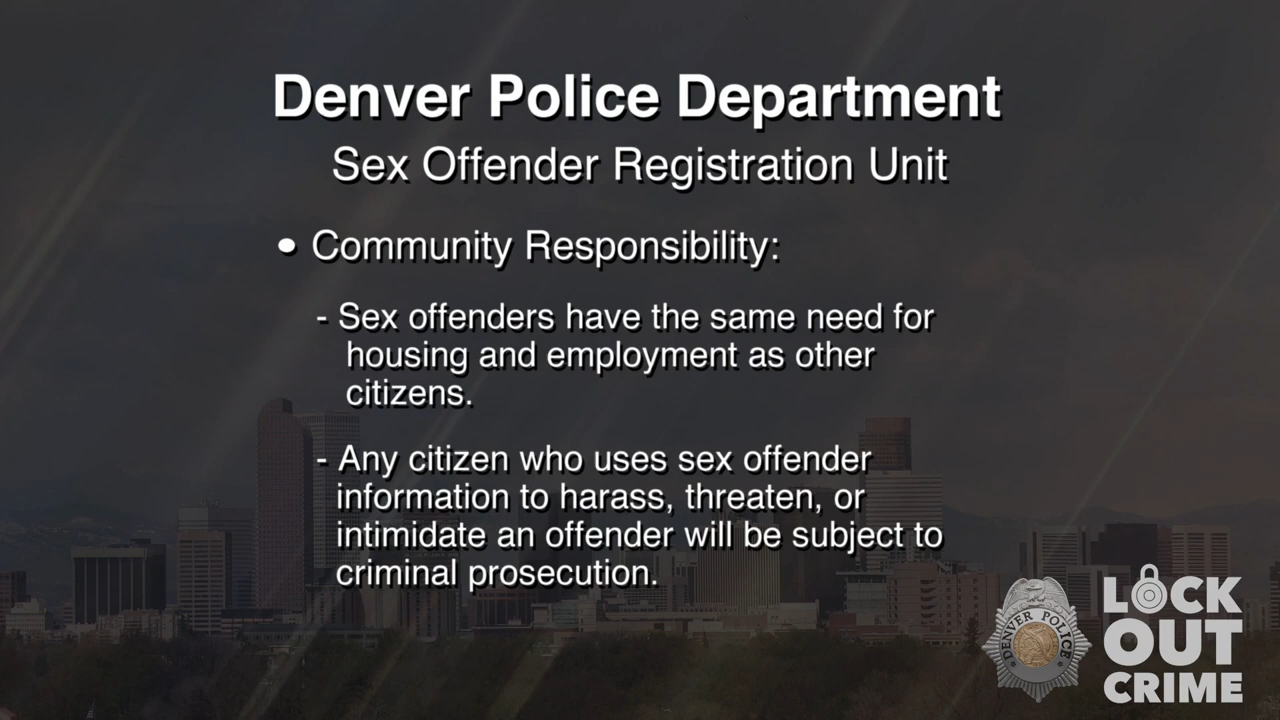 Denver Police Department
Sex Offender Registration Unit
• Community Responsibility:
- Sex offenders have the same need for
housing and employment as other
citizens.
- Any citizen who uses sex offender
information to harass, threaten, or
intimidate an offender will be subject to
criminal prosecution.
DENVER POLICE
LOCK
OUT
CRIME